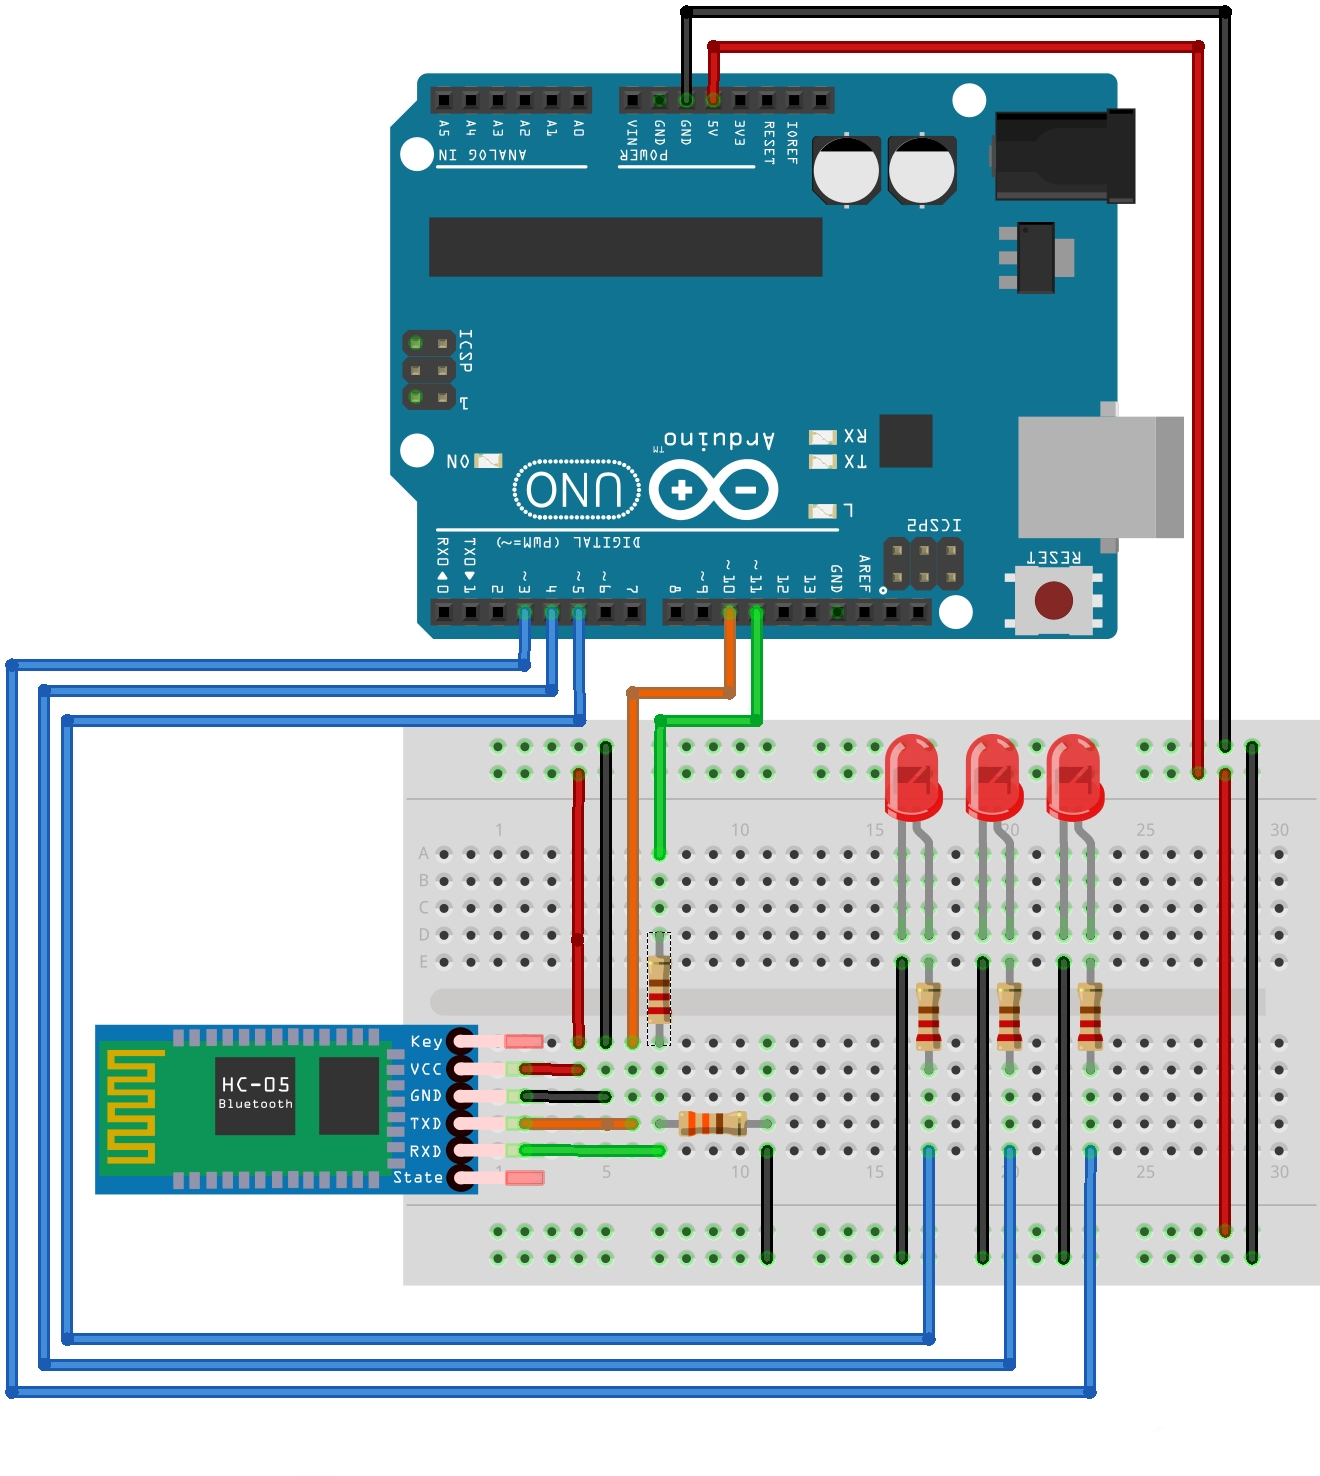 A5 A4 A3 A2 A1 A0
ANALOG IN
VIN GND GND 5V 3V3 RESET IOREF
POWER
ICSP
1
ON
UNO
Arduino™
RX
TX
L
ICSP2
RESET
DIGITAL (PWM=~)
RX0 ◀ 0 TX0 ▶ 1 2 ~3 4 ~5 ~6 7 8 ~9 ~10 ~11 12 13 GND AREF
1 10 15 20 25 30
A
B
C
D
E
HC-05
Bluetooth
Key
VCC
GND
TXD
RXD
State
1 5 10 15 25 30